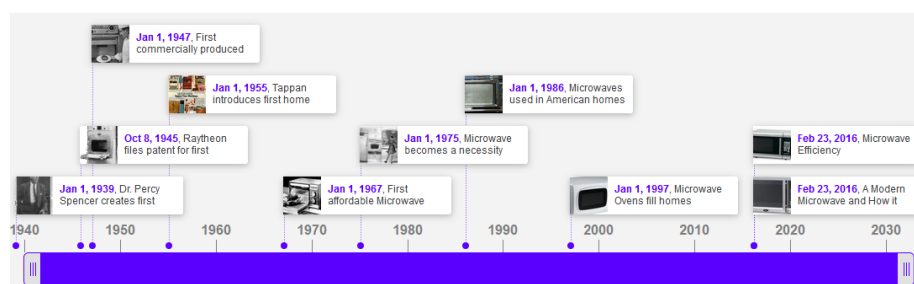 Jan 1, 1947, First
commercially produced
Jan 1, 1955, Tappan
introduces first home
Jan 1, 1986, Microwaves
used in American homes
Oct 8, 1945, Raytheon
files patent for first
Jan 1, 1975, Microwave
becomes a necessity
Feb 23, 2016, Microwave
Efficiency
Jan 1, 1939, Dr. Percy
Spencer creates first
Jan 1, 1967, First
affordable Microwave
Jan 1, 1997, Microwave
Ovens fill homes
Feb 23, 2016, A Modern
Microwave and How it
1940 1950 1960 1970 1980 1990 2000 2010 2020 2030